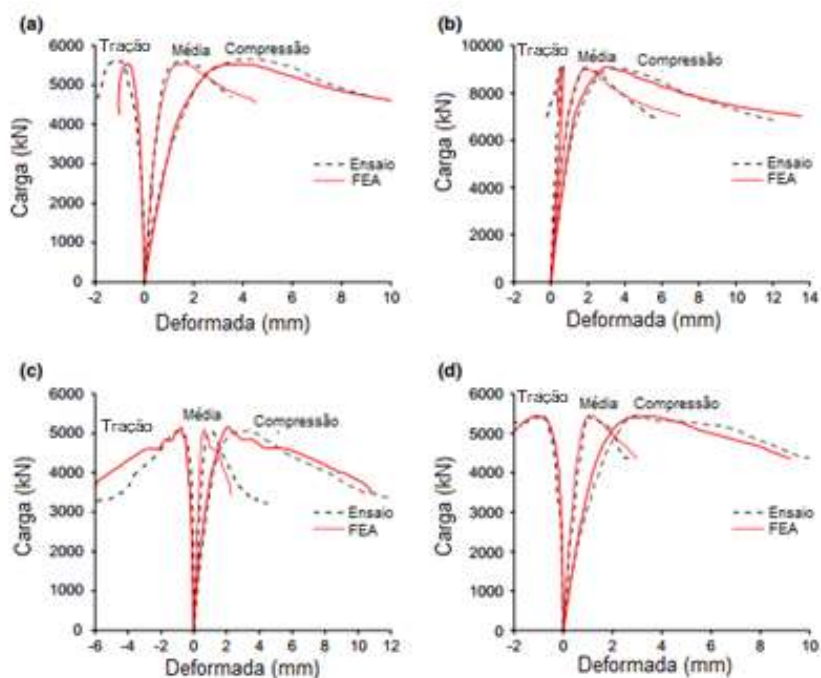 (a)
Tração Média Compressão
6000
5000
4000
3000
2000
1000
0
Carga (kN)
Ensaio
FEA
-2 0 2 4 6 8 10
Deformada (mm)
(b)
Tração Média Compressão
10000
8000
6000
4000
2000
0
Carga (kN)
Ensaio
FEA
-2 0 2 4 6 8 10 12 14
Deformada (mm)
(c)
Tração Média Compressão
6000
5000
4000
3000
2000
1000
0
Carga (kN)
Ensaio
FEA
-6 -4 -2 0 2 4 6 8 10 12
Deformada (mm)
(d)
Tração Média Compressão
6000
5000
4000
3000
2000
1000
0
Carga (kN)
Ensaio
FEA
-2 0 2 4 6 8 10
Deformada (mm)